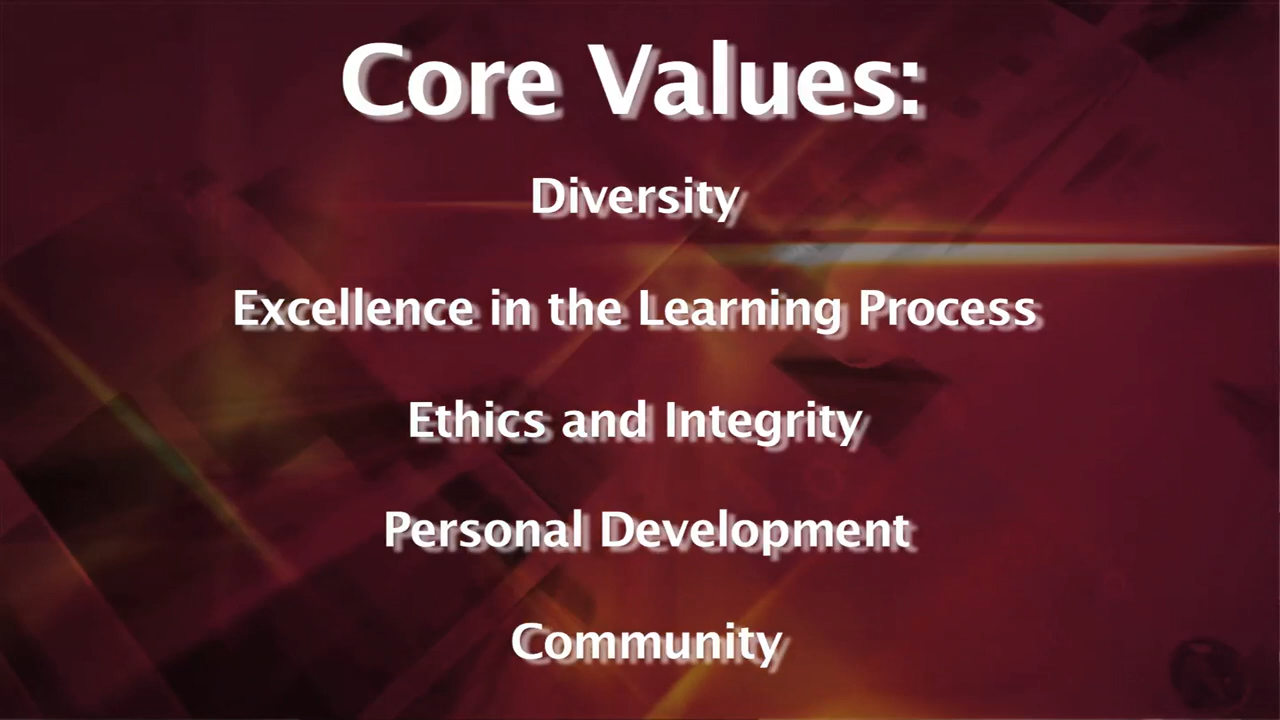 Core Values:
Diversity
Excellence in the Learning Process
Ethics and Integrity
Personal Development
Community